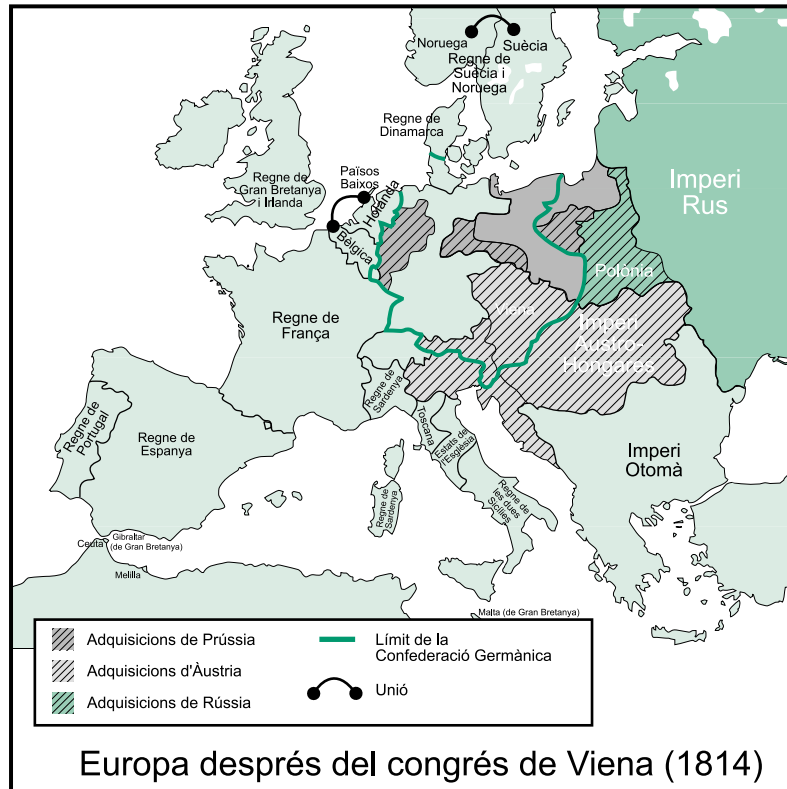 Noruega
Suècia
Regne de
Suècia i
Noruega
Regne de
Dinamarca
Països
Baixos
Holanda
Bèlgica
Regne de
Gran Bretanya
i Irlanda
Imperi
Rus
Polònia
Viena
Imperi
Austro-
Hongarès
Regne de
França
Regne de
Sardenya
Toscana
Estats de
l'Església
Regne de
Portugal
Regne de
Espanya
Imperi
Otomà
Regne de
Sardenya
Regne de
les dues
Sicílies
Ceuta
Gibraltar
(de Gran Bretanya)
Melilla
Malta (de Gran Bretanya)
Adquisicions de Prússia
Adquisicions d'Àustria
Adquisicions de Rússia
Límit de la
Confederació Germànica
Unió
Europa després del congrés de Viena (1814)